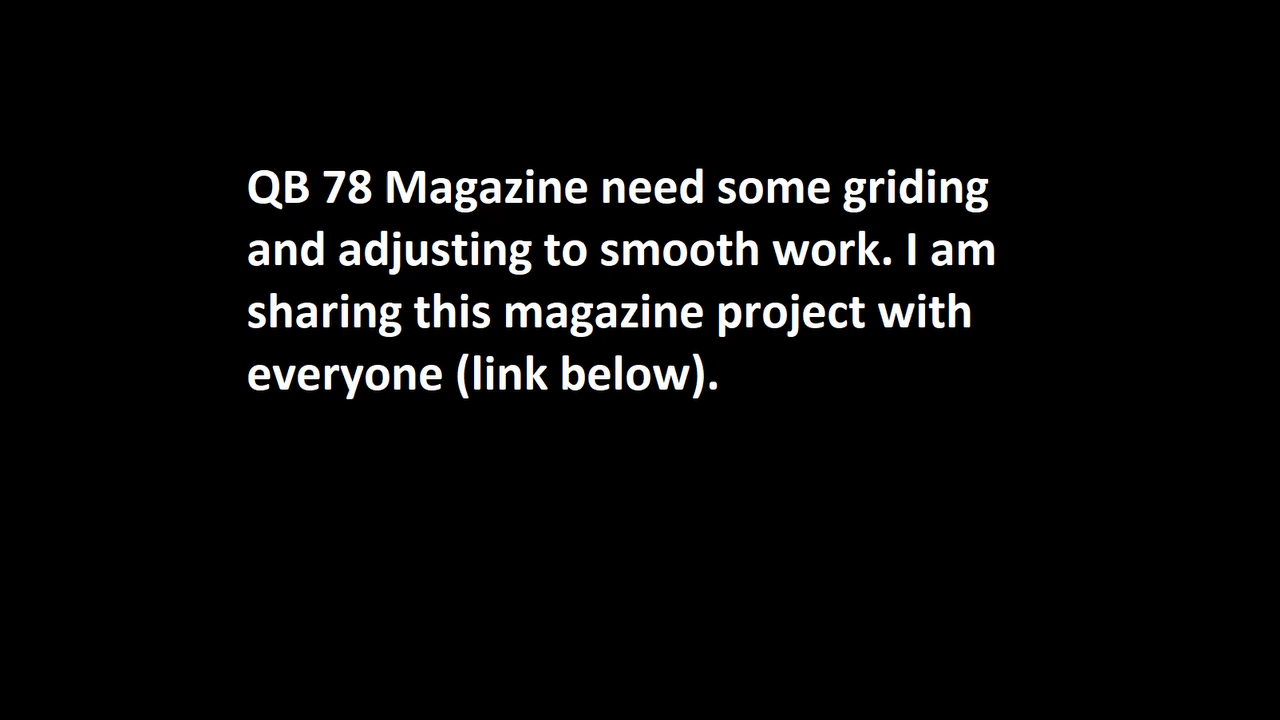 QB 78 Magazine need some griding
and adjusting to smooth work. I am
sharing this magazine project with
everyone (link below).